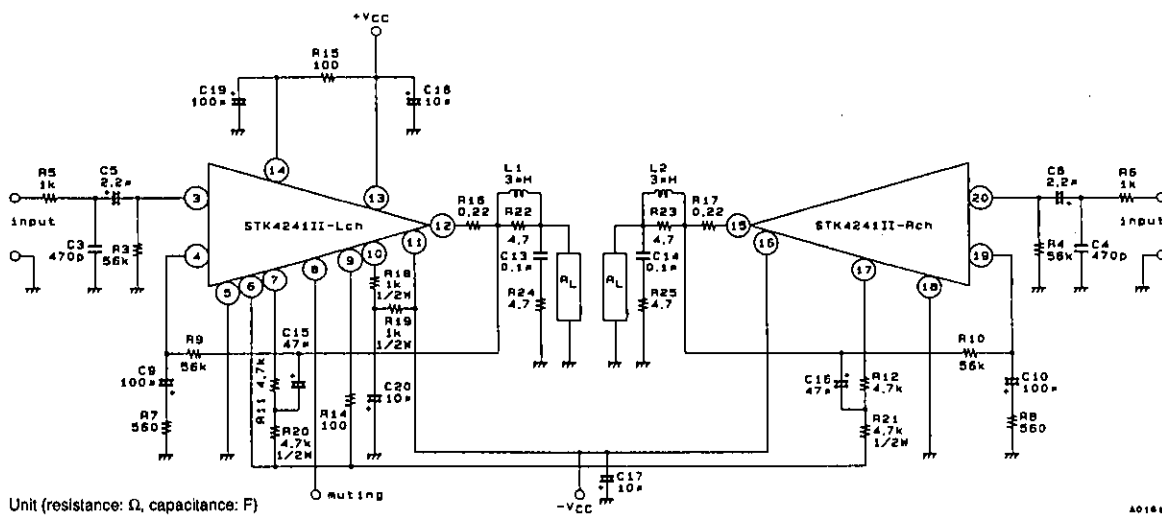 +VCC
R15
100
C19
100µ
C18
10µ
14
13
R5
1k
C5
2.2µ
input
3
C3
470p
R3
56k
4
STK4241II-Lch
12
11
10
9
8
7
6
5
R16
0.22
L1
3µH
R22
4.7
C13
0.1µ
R24
4.7
RL
R18
1k
1/2W
R19
1k
1/2W
C20
10µ
R14
100
C15
47µ
R11 4.7k
R20
4.7k
1/2W
R9
56k
C9
100µ
R7
560
muting
L2
3µH
R17
0.22
R23
4.7
C14
0.1µ
R25
4.7
RL
15
16
17
18
STK4241II-Rch
20
19
C6
2.2µ
R6
1k
input
R4
56k
C4
470p
R10
56k
C16
47µ
R12
4.7k
R21
4.7k
1/2W
C10
100µ
R8
560
C17
10µ
-VCC
Unit (resistance: Ω, capacitance: F)